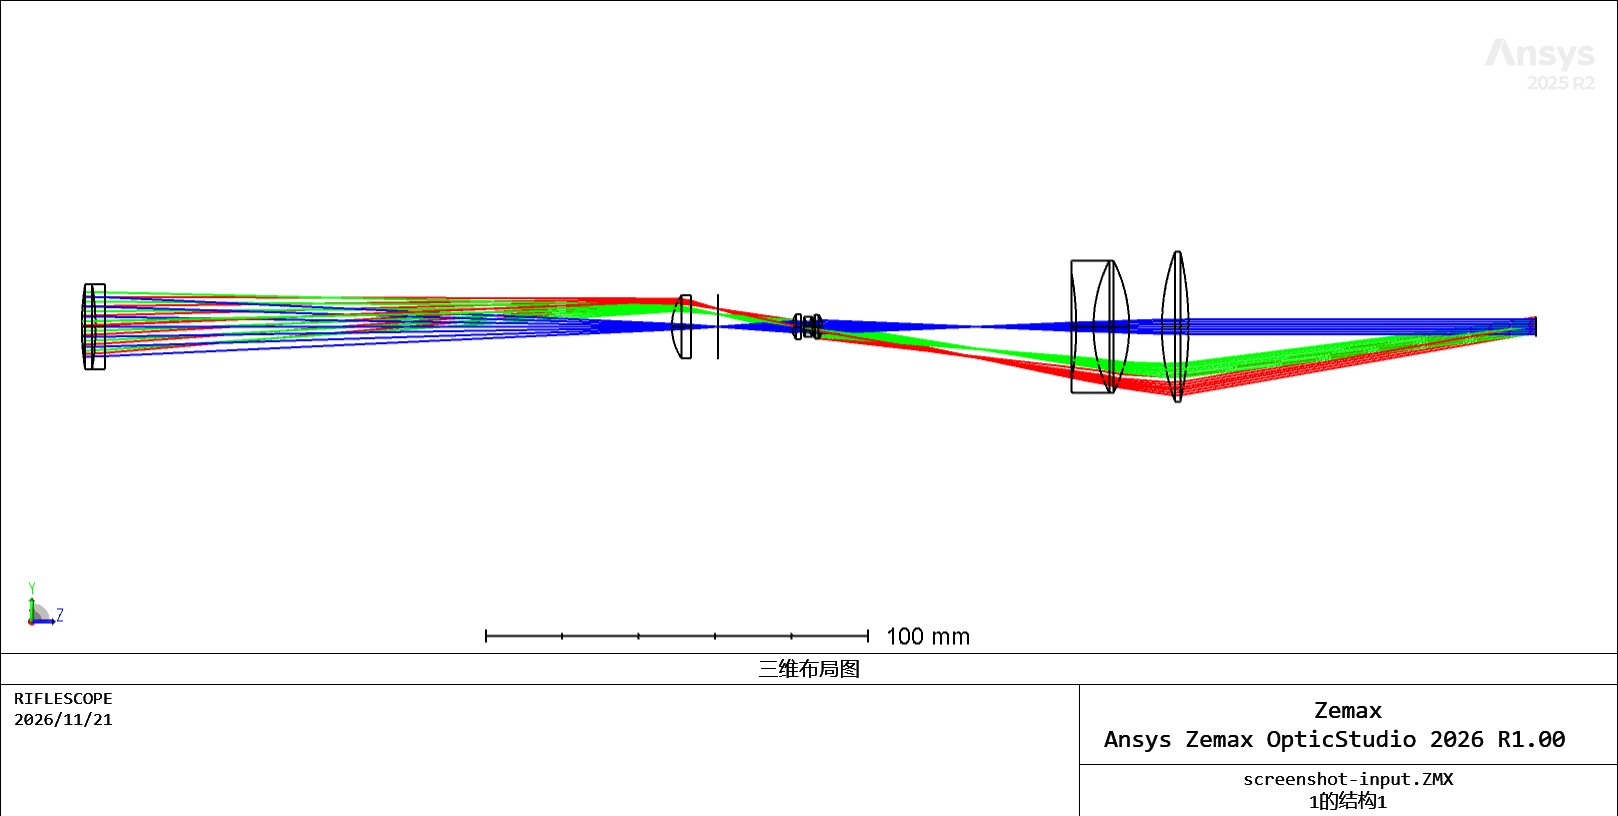 Ansys
2025 R2
Y
Z
100 mm
三维布局图
RIFLESCOPE
2026/11/21
Zemax
Ansys Zemax OpticStudio 2026 R1.00
screenshot-input.ZMX
1的结构1